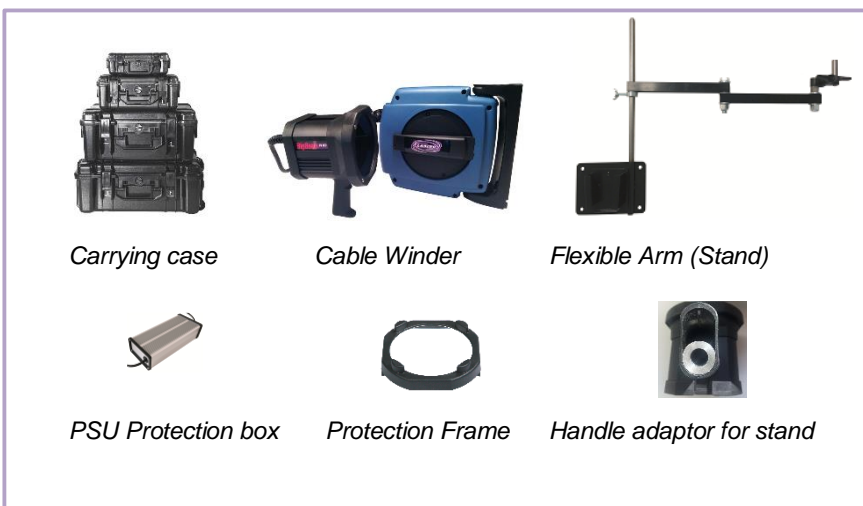 Carrying case
Cable Winder
Flexible Arm (Stand)
PSU Protection box
Protection Frame
Handle adaptor for stand